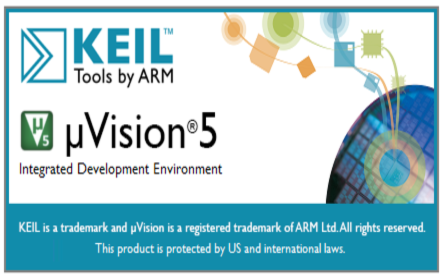 KEIL™
Tools by ARM
µ5 µVision®5
Integrated Development Environment
KEIL is a trademark and µVision is a registered trademark of ARM Ltd. All rights reserved.
This product is protected by US and international laws.